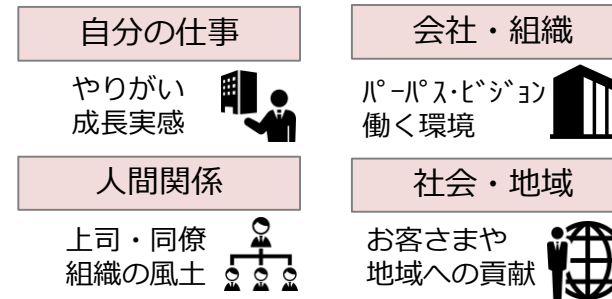 自分の仕事
やりがい
成長実感
会社・組織
ﾊﾟｰﾊﾟｽ・ﾋﾞｼﾞｮﾝ
働く環境
人間関係
上司・同僚
組織の風土
社会・地域
お客さまや
地域への貢献